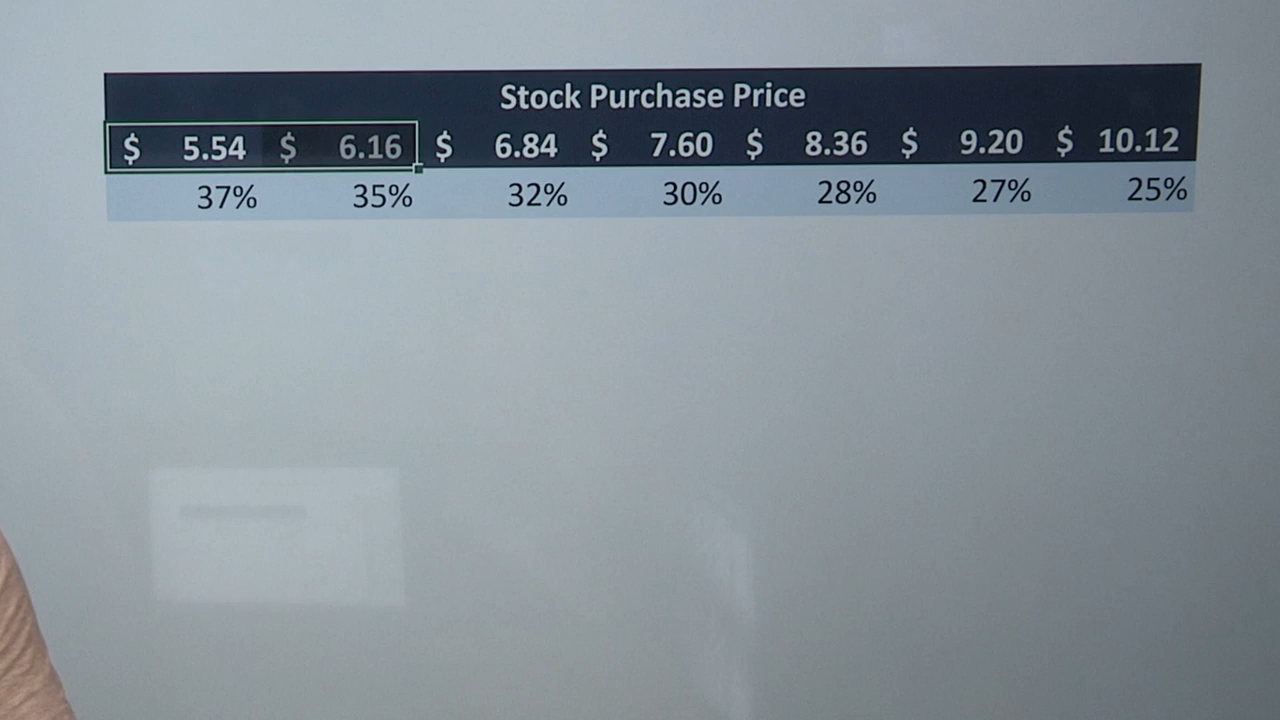 Stock Purchase Price
$ 5.54 $ 6.16 $ 6.84 $ 7.60 $ 8.36 $ 9.20 $ 10.12
37% 35% 32% 30% 28% 27% 25%